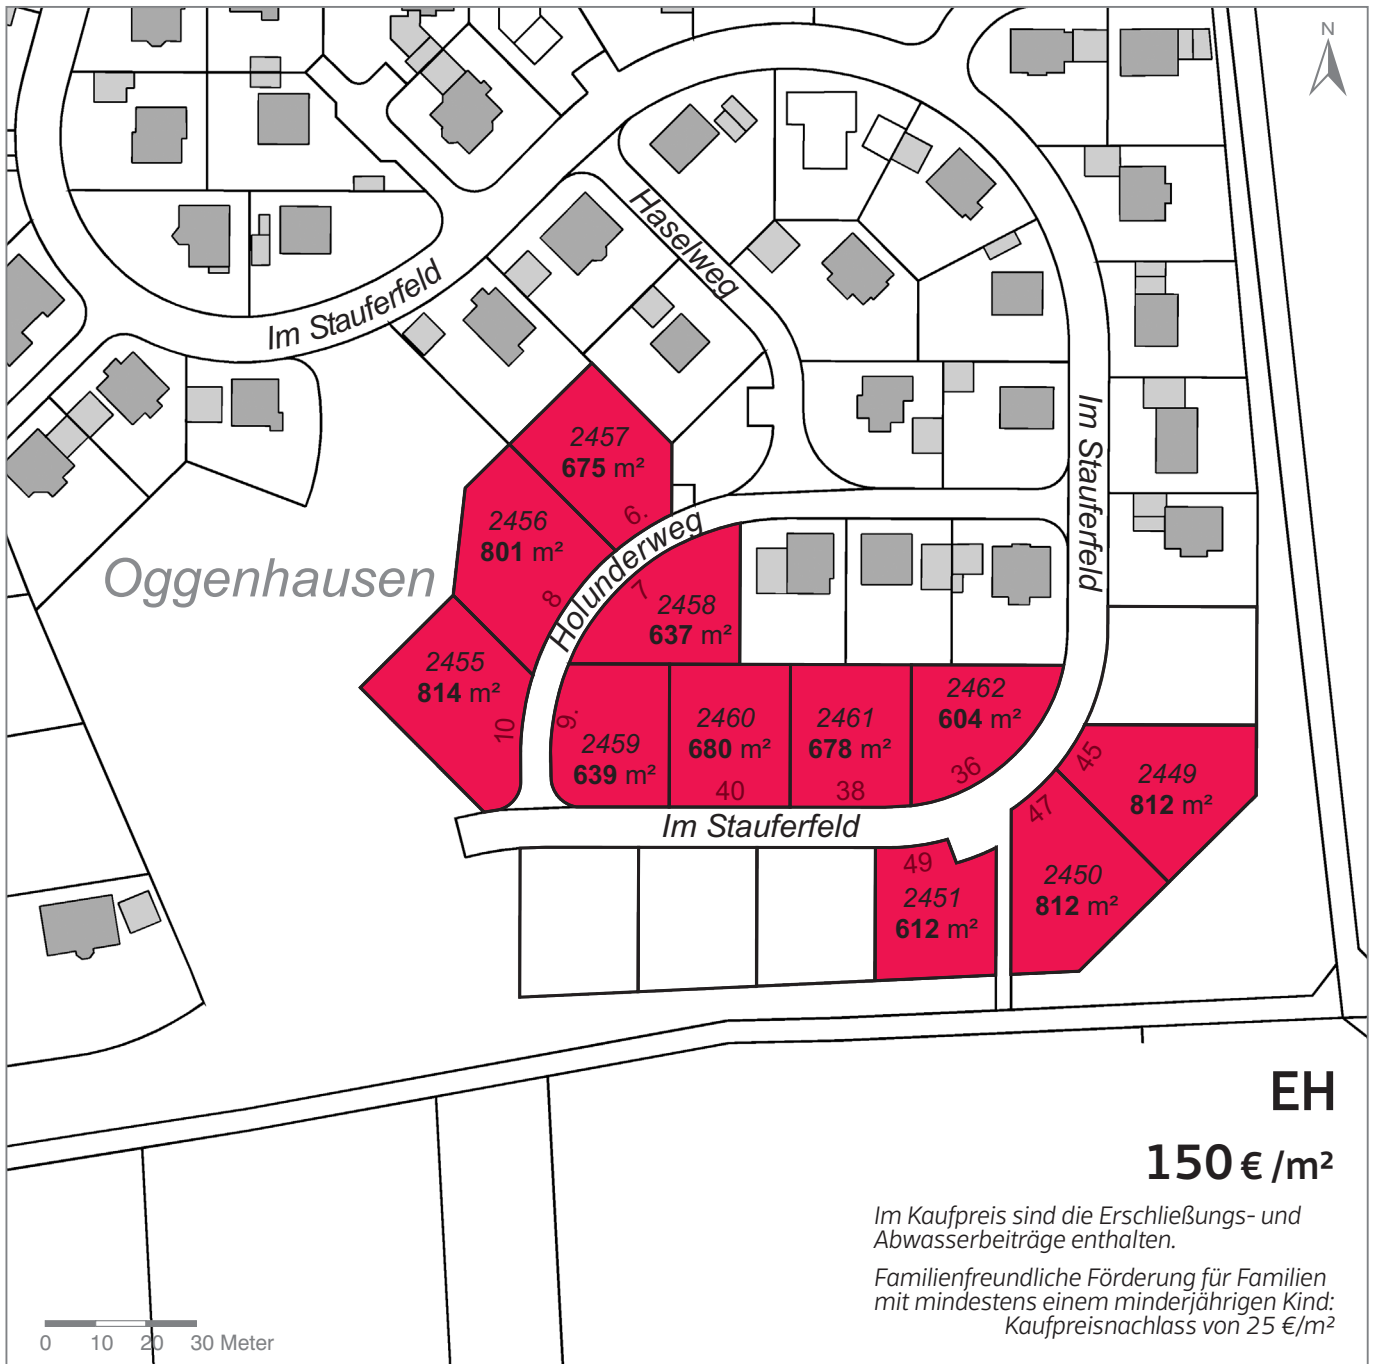 N
Haselweg
Im Stauferfeld
Im Stauferfeld
2457
675 m²
6.
2456
801 m²
8
Holunderweg
7
2458
637 m²
Oggenhausen
2455
814 m²
10
9.
2459
639 m²
2460
680 m²
40
2461
678 m²
38
2462
604 m²
36
45
2449
812 m²
47
2450
812 m²
Im Stauferfeld
49
2451
612 m²
EH
150 € /m²
Im Kaufpreis sind die Erschließungs- und
Abwasserbeiträge enthalten.
Familienfreundliche Förderung für Familien
mit mindestens einem minderjährigen Kind:
Kaufpreisnachlass von 25 €/m²
0 10 20 30 Meter